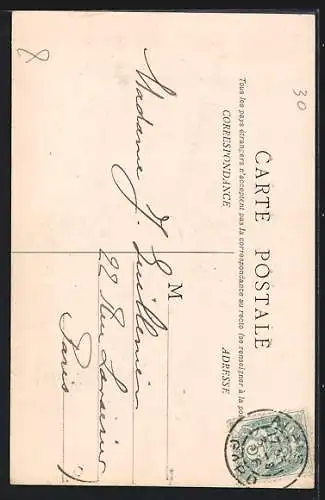 CARTE POSTALE
Tous les pays étrangers n'acceptent pas la correspondance au recto (se renseigner à la poste)
CORRESPONDANCE
ADRESSE
M
Madame J. Guillemin
22 Rue
Paris
30
8